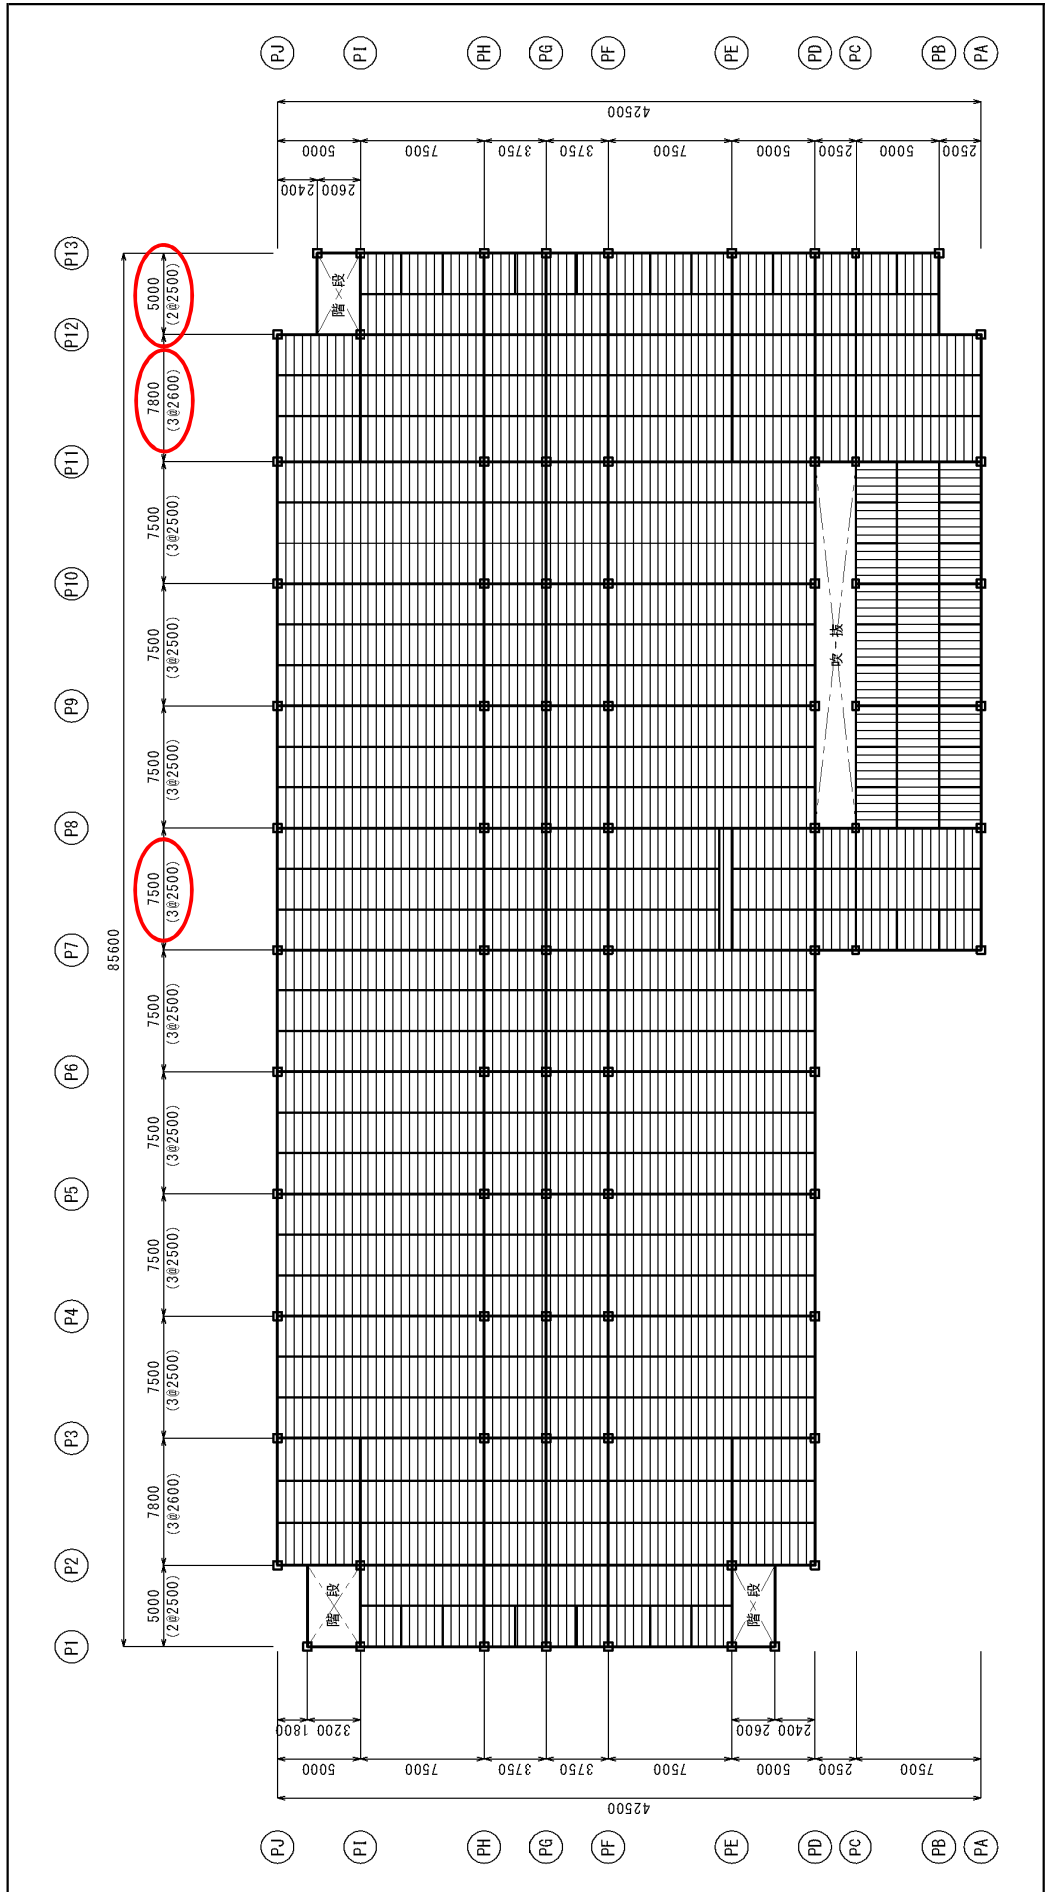 PJ PI PH PG PF PE PD PC PB PA
42500
5000 7500 3750 3750 7500 5000 2500 5000 2500
2400 2600
P13
5000
(2@2500)
階段
P12
7800
(3@2600)
P11
7500
(3@2500)
P10
7500
(3@2500)
吹-抜
P9
7500
(3@2500)
P8
7500
(3@2500)
P7
85600
7500
(3@2500)
P6
7500
(3@2500)
P5
7500
(3@2500)
P4
7500
(3@2500)
P3
7800
(3@2600)
P2
5000
(2@2500)
階段
階段
P1
1800 3200 2600 2400
5000 7500 3750 3750 7500 5000 2500 7500
42500
PJ PI PH PG PF PE PD PC PB PA